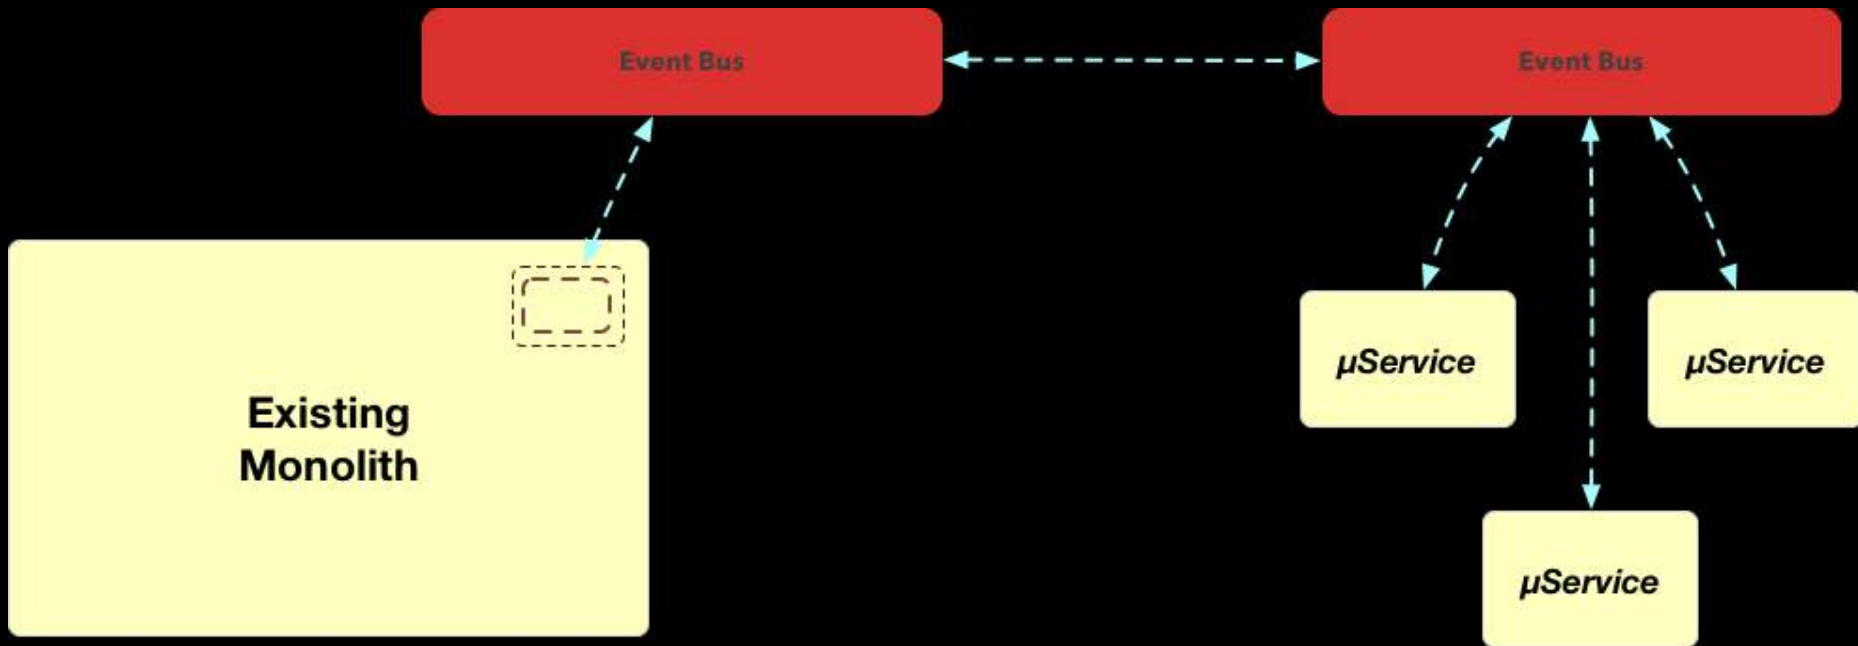 Event Bus
Event Bus
Existing
Monolith
µService
µService
µService